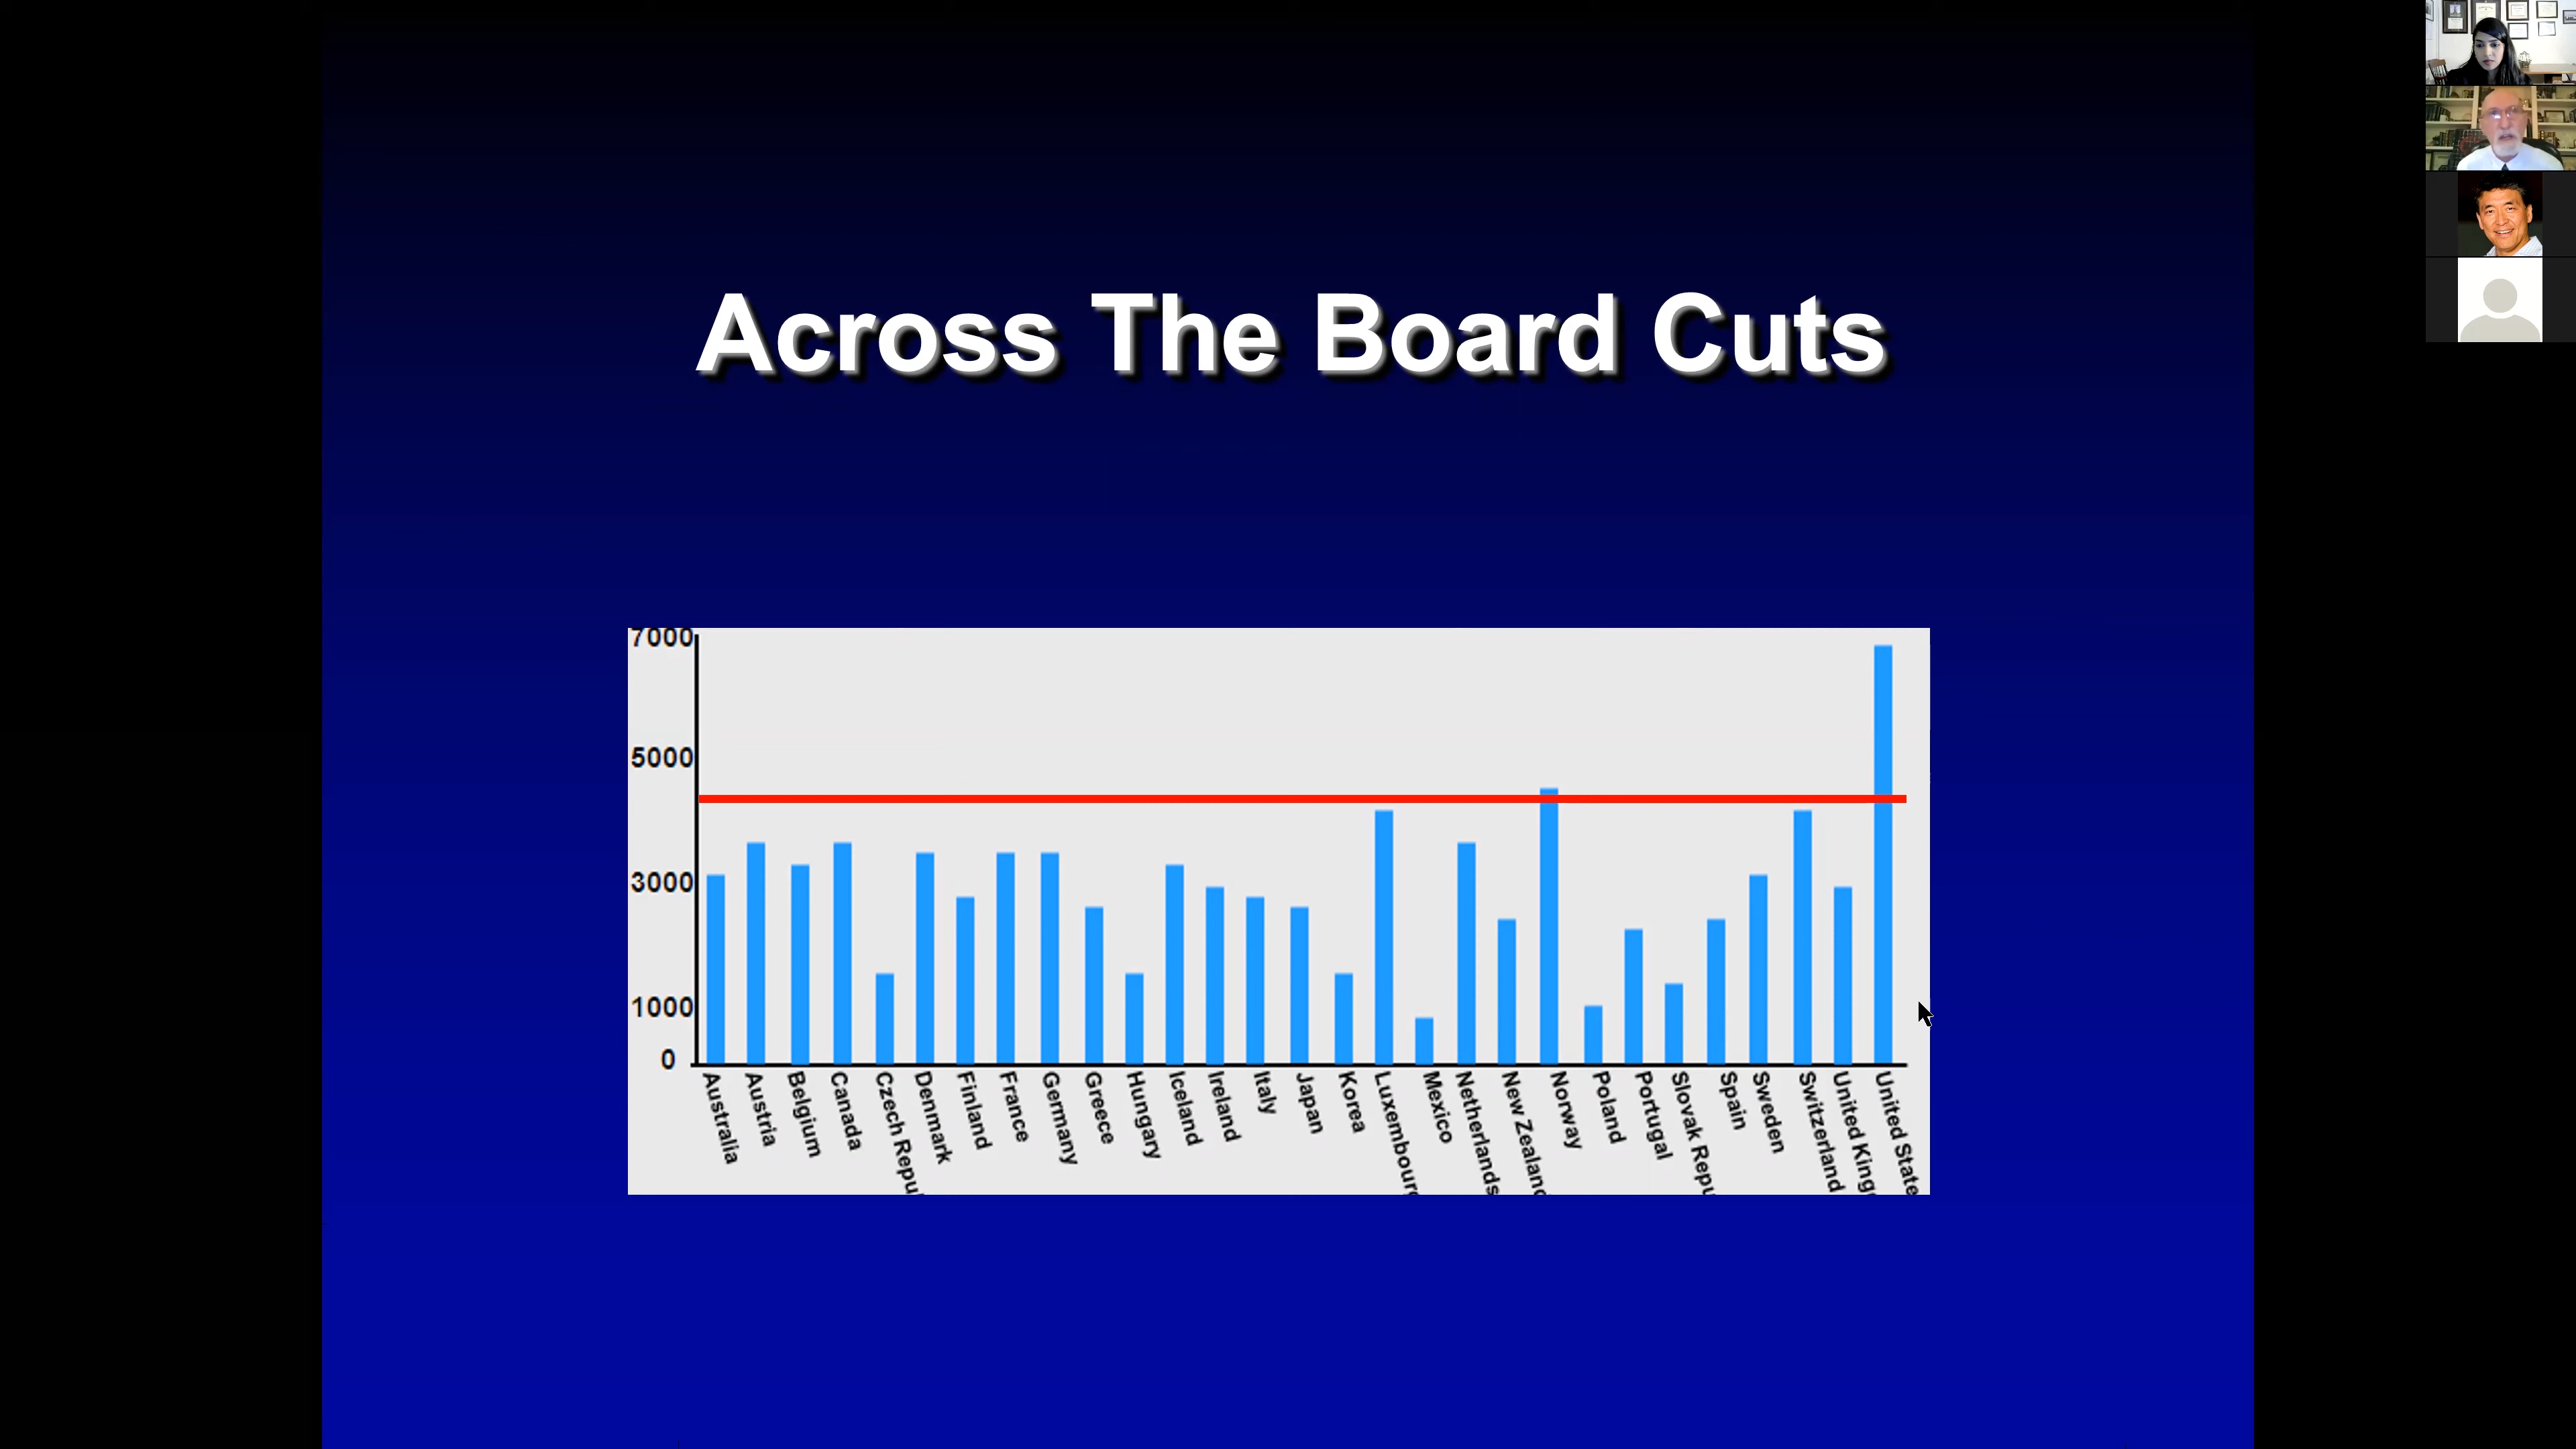 Across The Board Cuts
7000
5000
3000
1000
0
Australia
Austria
Belgium
Canada
Czech Repu
Denmark
Finland
France
Germany
Greece
Hungary
Iceland
Ireland
Italy
Japan
Korea
Luxembourg
Mexico
Netherlands
New Zealand
Norway
Poland
Portugal
Slovak Repu
Spain
Sweden
Switzerland
United King
United State